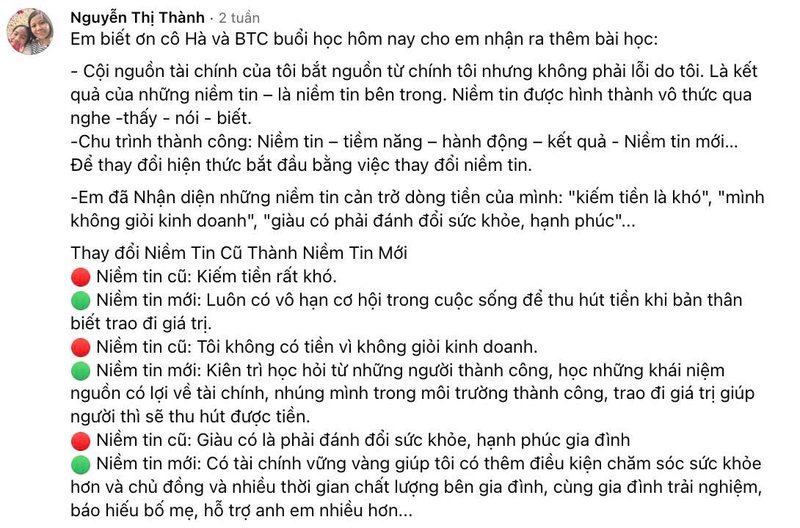 Nguyễn Thị Thành · 2 tuần
Em biết ơn cô Hà và BTC buổi học hôm nay cho em nhận ra thêm bài học:
- Cội nguồn tài chính của tôi bắt nguồn từ chính tôi nhưng không phải lỗi do tôi. Là kết
quả của những niềm tin – là niềm tin bên trong. Niềm tin được hình thành vô thức qua
nghe -thấy - nói - biết.
-Chu trình thành công: Niềm tin – tiềm năng – hành động – kết quả - Niềm tin mới...
Để thay đổi hiện thức bắt đầu bằng việc thay đổi niềm tin.
-Em đã Nhận diện những niềm tin cản trở dòng tiền của mình: "kiếm tiền là khó", "mình
không giỏi kinh doanh", "giàu có phải đánh đổi sức khỏe, hạnh phúc"...
Thay đổi Niềm Tin Cũ Thành Niềm Tin Mới
🔴 Niềm tin cũ: Kiếm tiền rất khó.
🟢 Niềm tin mới: Luôn có vô hạn cơ hội trong cuộc sống để thu hút tiền khi bản thân
biết trao đi giá trị.
🔴 Niềm tin cũ: Tôi không có tiền vì không giỏi kinh doanh.
🟢 Niềm tin mới: Kiên trì học hỏi từ những người thành công, học những khái niệm
nguồn có lợi về tài chính, nhúng mình trong môi trường thành công, trao đi giá trị giúp
người thì sẽ thu hút được tiền.
🔴 Niềm tin cũ: Giàu có là phải đánh đổi sức khỏe, hạnh phúc gia đình
🟢 Niềm tin mới: Có tài chính vững vàng giúp tôi có thêm điều kiện chăm sóc sức khỏe
hơn và chủ động và nhiều thời gian chất lượng bên gia đình, cùng gia đình trải nghiệm,
báo hiếu bố mẹ, hỗ trợ anh em nhiều hơn...